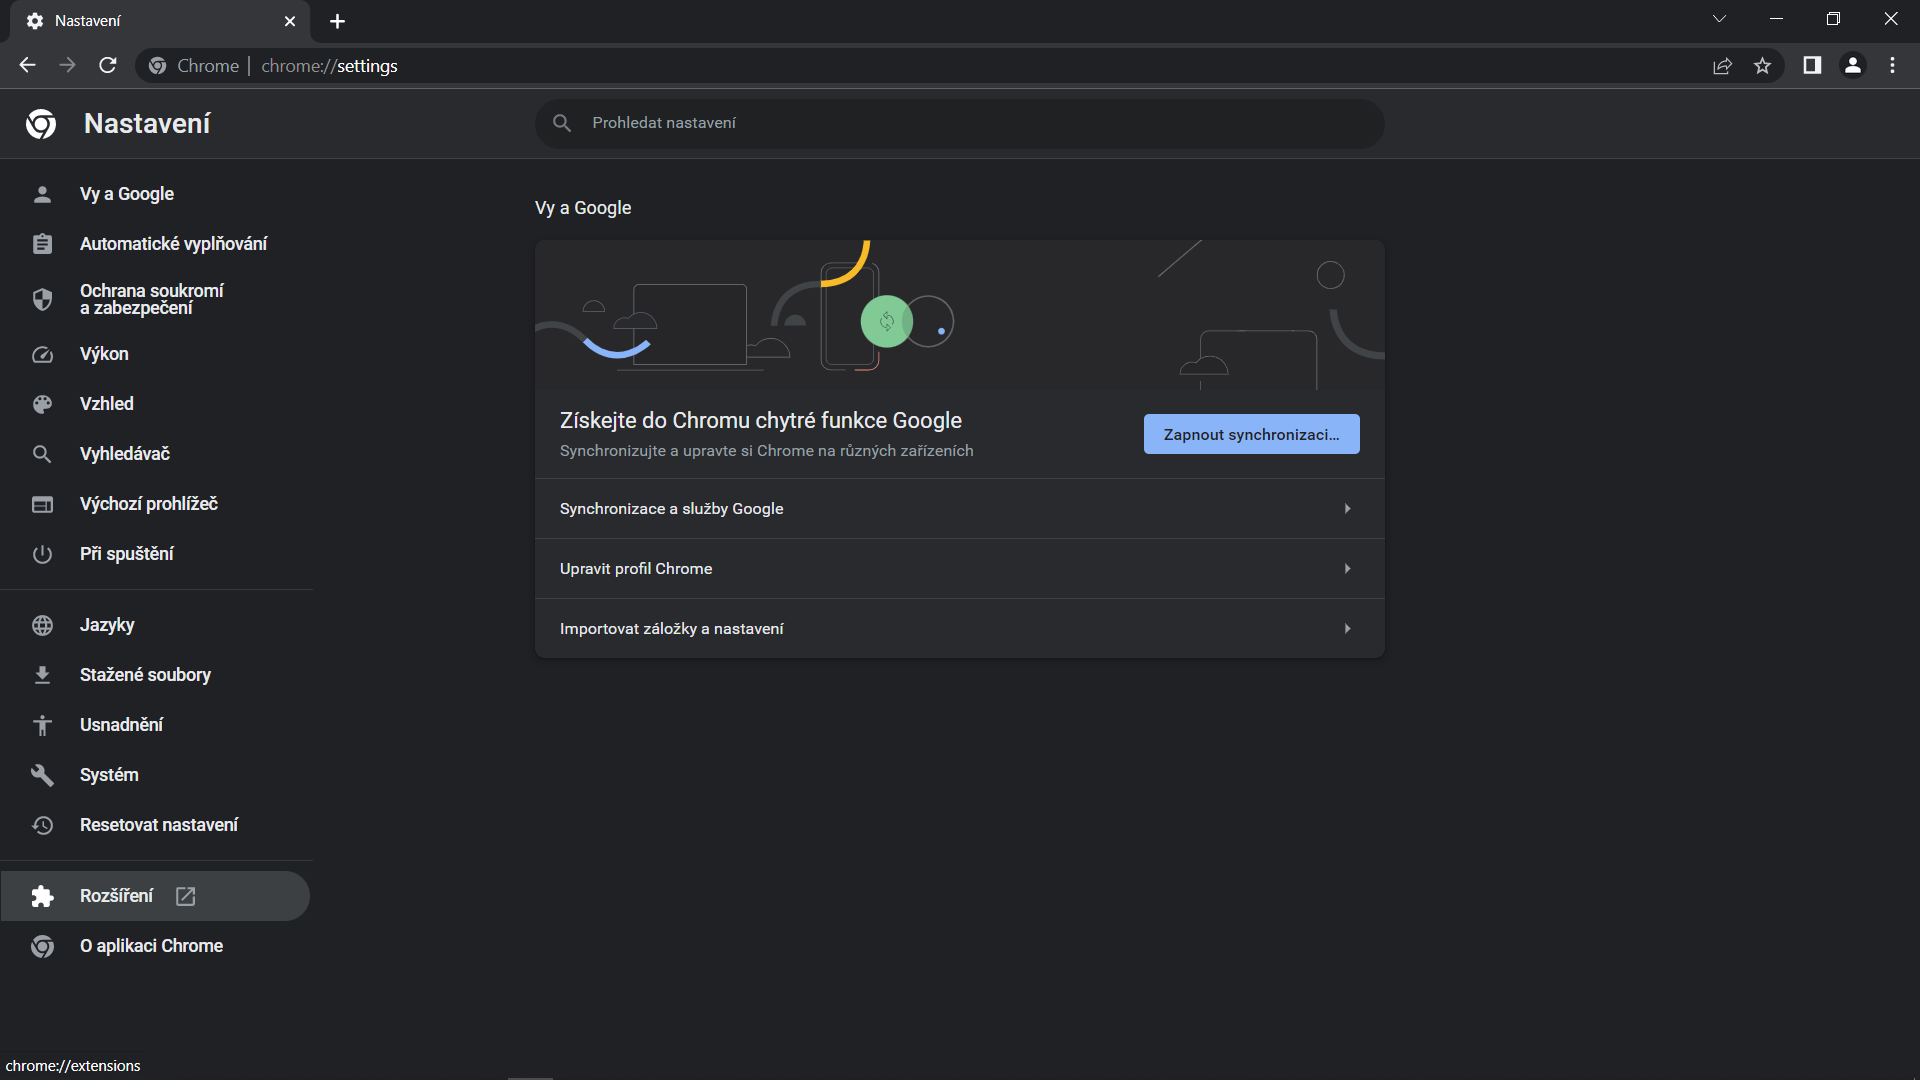 Nastavení
Chrome
chrome://settings
Nastavení
Prohledat nastavení
Vy a Google
Automatické vyplňování
Ochrana soukromí
a zabezpečení
Výkon
Vzhled
Vyhledávač
Výchozí prohlížeč
Při spuštění
Jazyky
Stažené soubory
Usnadnění
Systém
Resetovat nastavení
Rozšíření
O aplikaci Chrome
Vy a Google
Získejte do Chromu chytré funkce Google
Synchronizujte a upravte si Chrome na různých zařízeních
Zapnout synchronizaci...
Synchronizace a služby Google
Upravit profil Chrome
Importovat záložky a nastavení
chrome://extensions